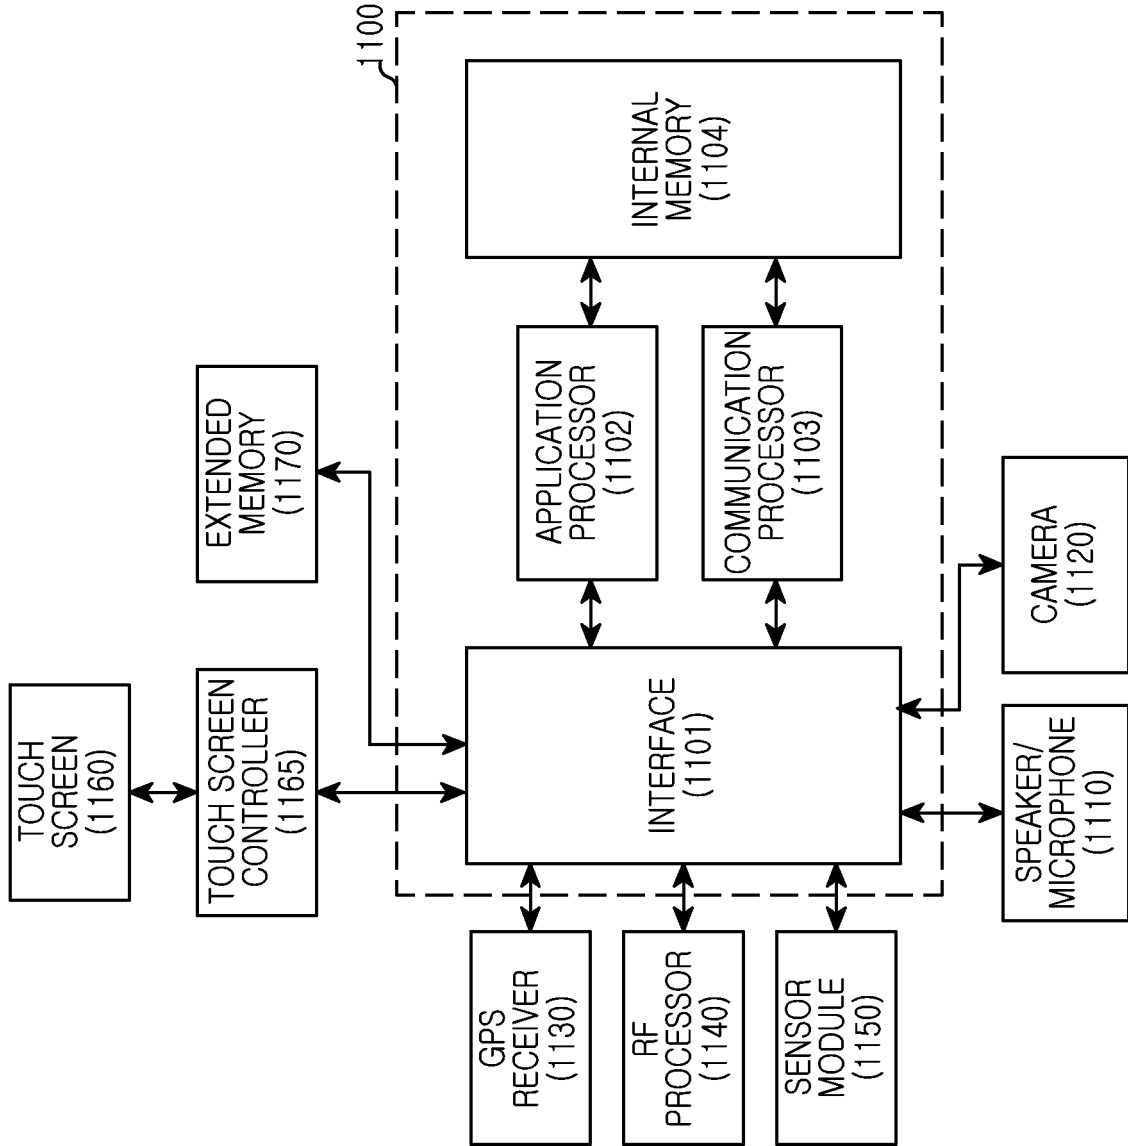 TOUCH
SCREEN
(1160)
TOUCH SCREEN
CONTROLLER
(1165)
EXTENDED
MEMORY
(1170)
1100
GPS
RECEIVER
(1130)
RF
PROCESSOR
(1140)
SENSOR
MODULE
(1150)
INTERFACE
(1101)
APPLICATION
PROCESSOR
(1102)
COMMUNICATION
PROCESSOR
(1103)
INTERNAL
MEMORY
(1104)
SPEAKER/
MICROPHONE
(1110)
CAMERA
(1120)